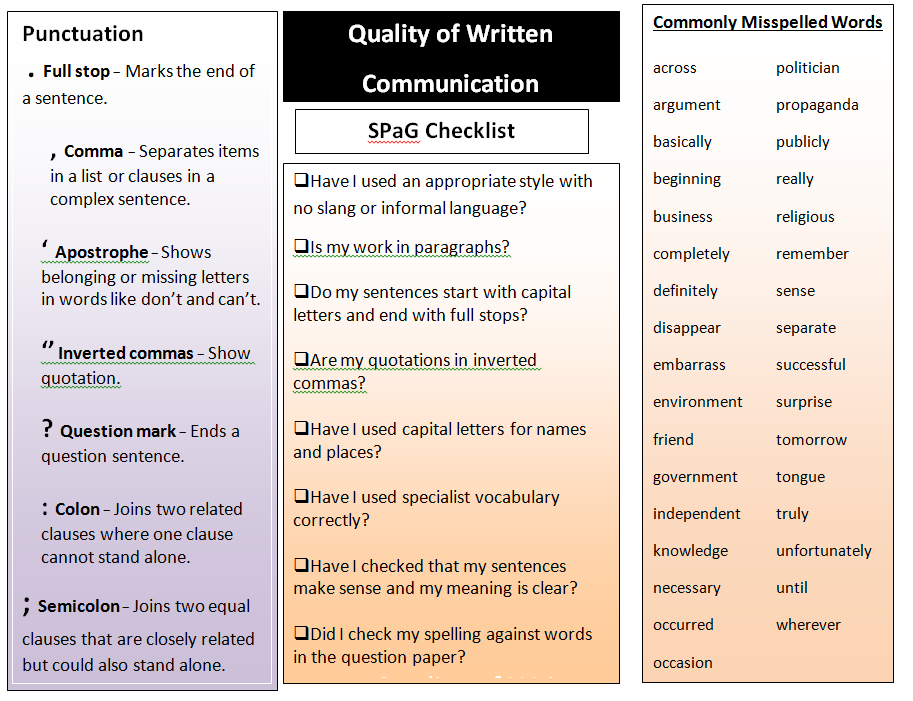 Punctuation
. Full stop – Marks the end of
a sentence.
, Comma – Separates items
in a list or clauses in a
complex sentence.
‘ Apostrophe – Shows
belonging or missing letters
in words like don’t and can’t.
‘’ Inverted commas – Show
quotation.
? Question mark – Ends a
question sentence.
: Colon – Joins two related
clauses where one clause
cannot stand alone.
; Semicolon – Joins two equal
clauses that are closely related
but could also stand alone.
Quality of Written
Communication
SPaG Checklist
❑Have I used an appropriate style with
no slang or informal language?
❑Is my work in paragraphs?
❑Do my sentences start with capital
letters and end with full stops?
❑Are my quotations in inverted
commas?
❑Have I used capital letters for names
and places?
❑Have I used specialist vocabulary
correctly?
❑Have I checked that my sentences
make sense and my meaning is clear?
❑Did I check my spelling against words
in the question paper?
Commonly Misspelled Words
across politician
argument propaganda
basically publicly
beginning really
business religious
completely remember
definitely sense
disappear separate
embarrass successful
environment surprise
friend tomorrow
government tongue
independent truly
knowledge unfortunately
necessary until
occurred wherever
occasion